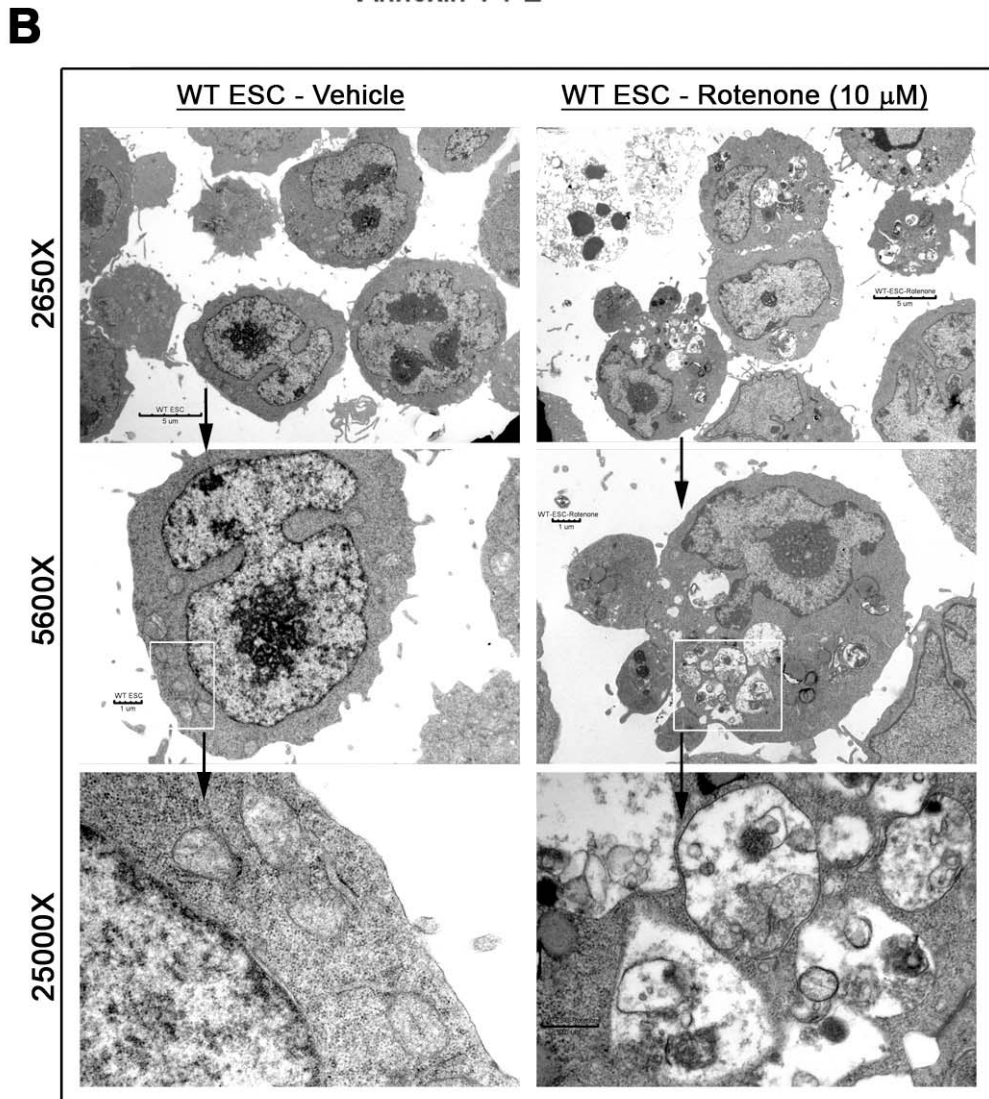 B
WT ESC - Vehicle
WT ESC - Rotenone (10 μM)
2650X
WT ESC
5 um
WT-ESC-Rotenone
5 um
5600X
WT ESC
1 um
WT-ESC-Rotenone
1 um
25000X